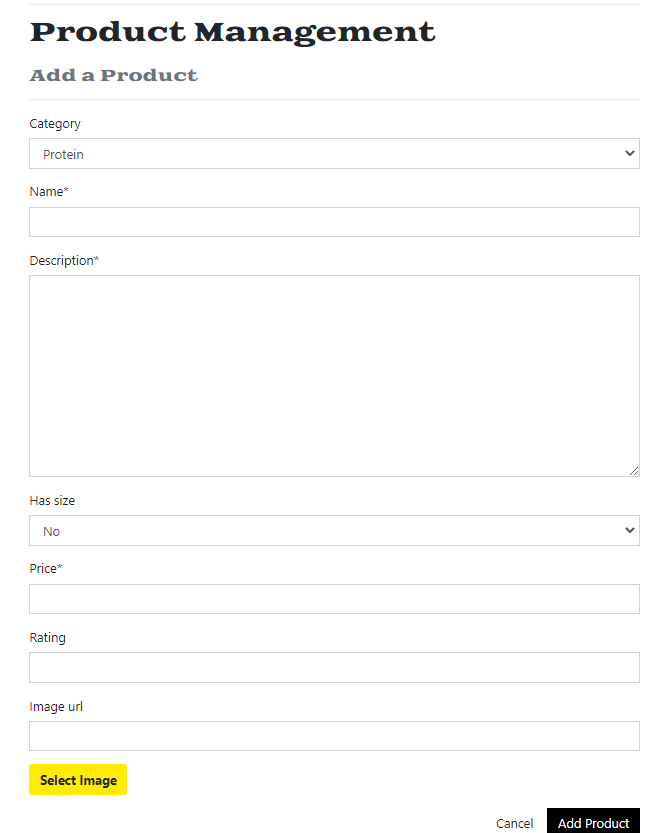 Product Management
Add a Product
Category
Protein
Name*
Description*
Has size
No
Price*
Rating
Image url
Select Image
Cancel Add Product